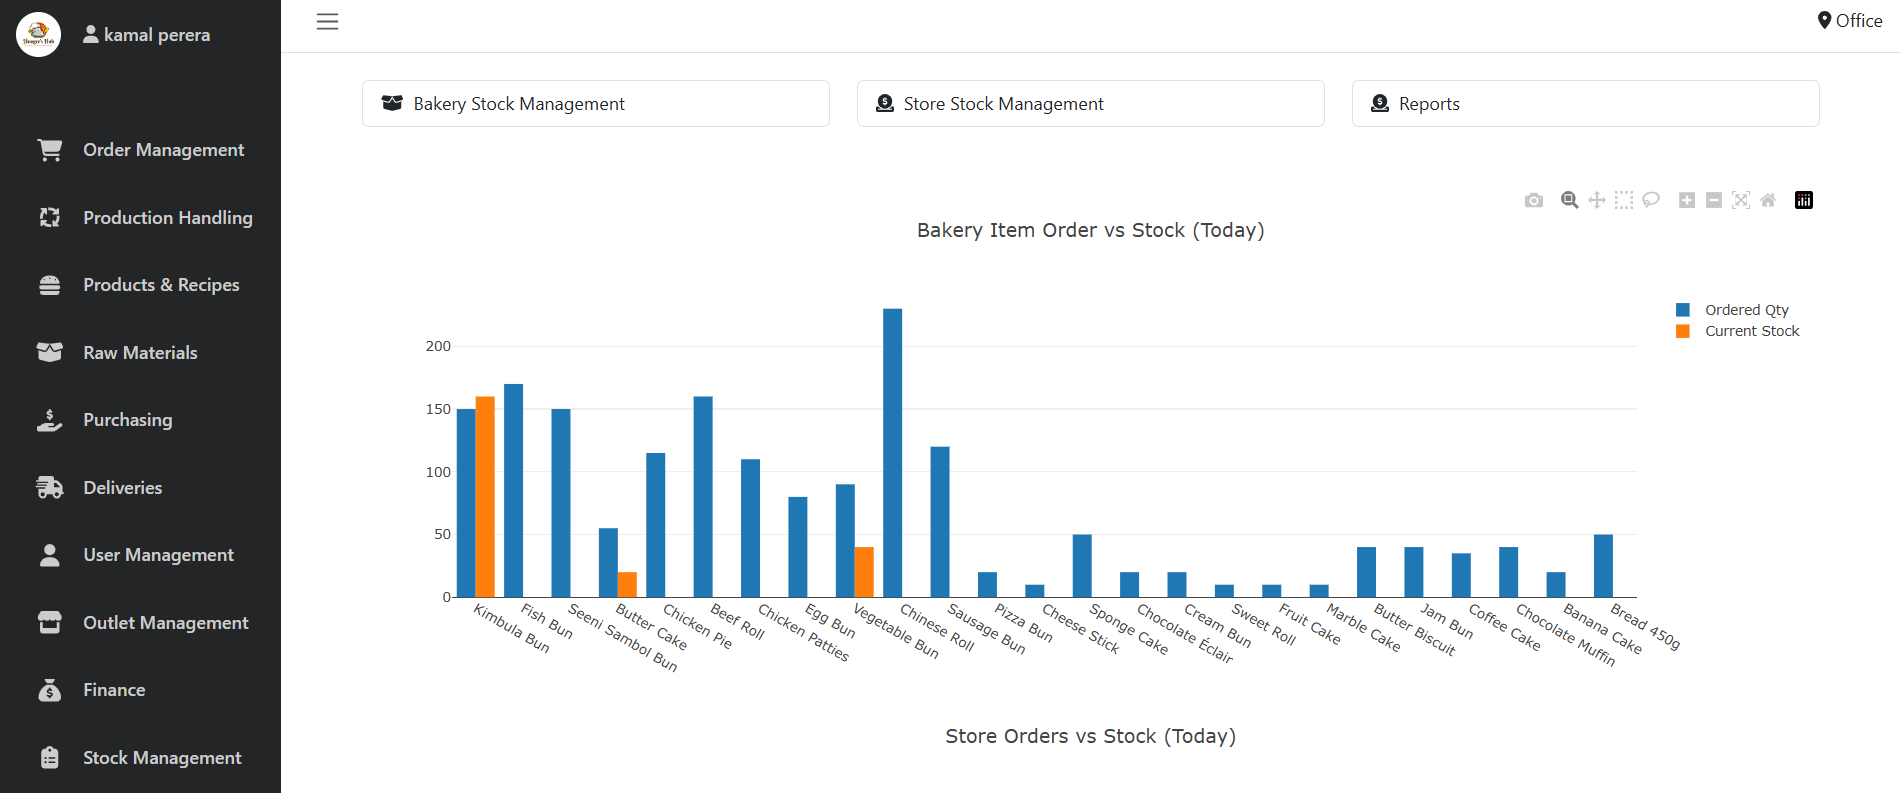 Hunger's Hub
kamal perera
Office
Order Management
Production Handling
Products & Recipes
Raw Materials
Purchasing
Deliveries
User Management
Outlet Management
Finance
Stock Management
Bakery Stock Management
Store Stock Management
Reports
Bakery Item Order vs Stock (Today)
Ordered Qty
Current Stock
200
150
100
50
0
Kimbula Bun
Fish Bun
Seeni Sambol Bun
Butter Cake
Chicken Pie
Beef Roll
Chicken Patties
Egg Bun
Vegetable Bun
Chinese Roll
Sausage Bun
Pizza Bun
Cheese Stick
Sponge Cake
Chocolate Éclair
Cream Bun
Sweet Roll
Fruit Cake
Marble Cake
Butter Biscuit
Jam Bun
Coffee Cake
Chocolate Muffin
Banana Cake
Bread 450g
Store Orders vs Stock (Today)